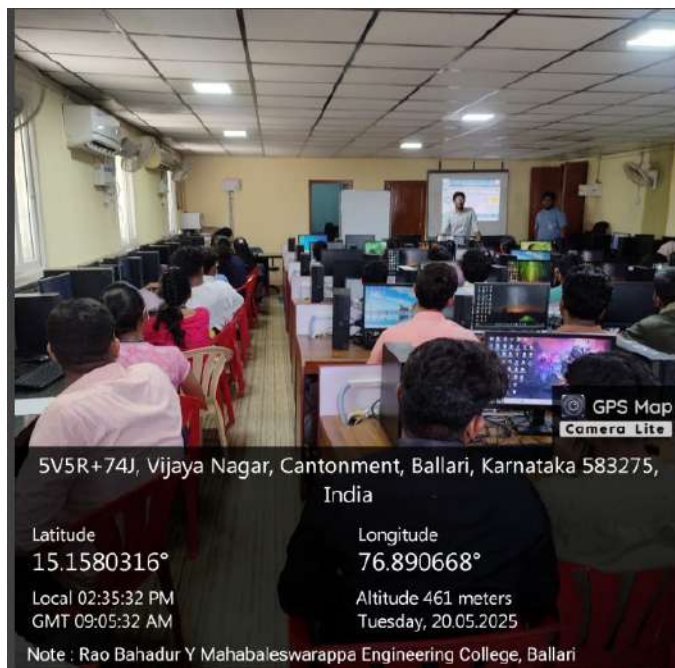 GPS Map
Camera Lite
5V5R+74J, Vijaya Nagar, Cantonment, Ballari, Karnataka 583275,
India
Latitude
15.1580316°
Longitude
76.890668°
Local 02:35:32 PM
GMT 09:05:32 AM
Altitude 461 meters
Tuesday, 20.05.2025
Note : Rao Bahadur Y Mahabaleswarappa Engineering College, Ballari